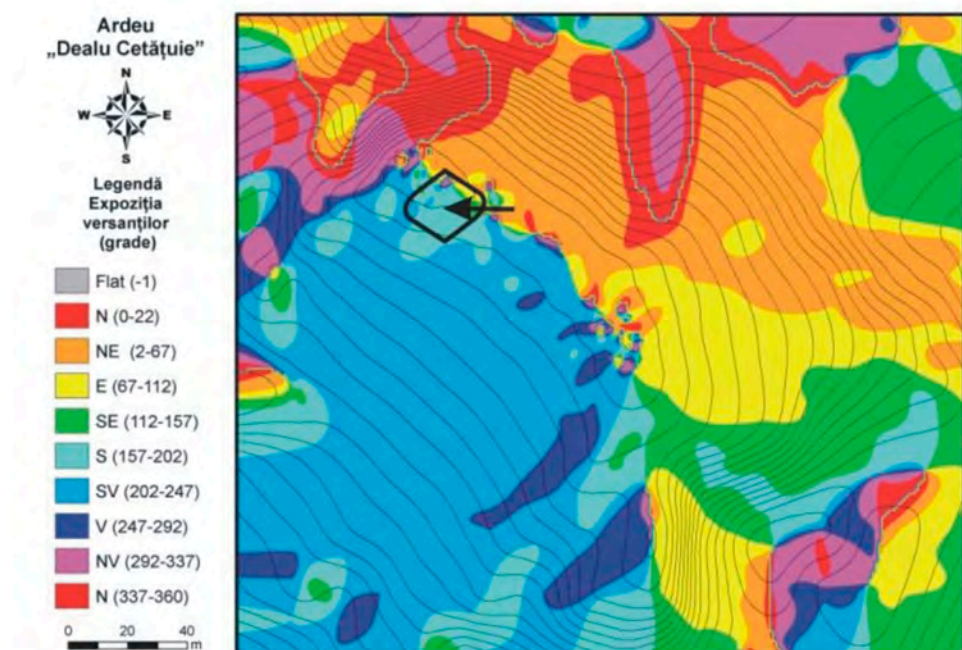 Ardeu
„Dealu Cetățuie”
N
W E
S
Legendă
Expoziția
versanților
(grade)
Flat (-1)
N (0-22)
NE (2-67)
E (67-112)
SE (112-157)
S (157-202)
SV (202-247)
V (247-292)
NV (292-337)
N (337-360)
0 20 40
m